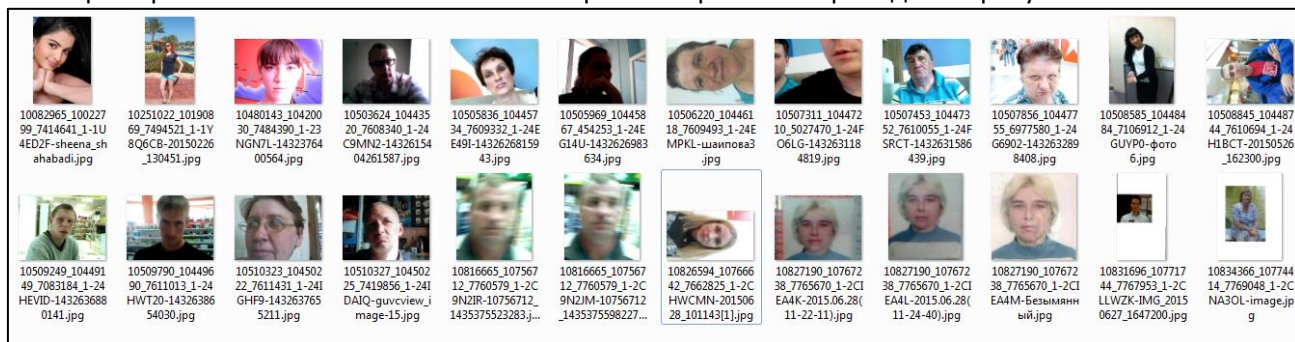 10082965_100227
99_7414641_1-1U
4ED2F-sheena_sh
ahabadi.jpg
10251022_101908
69_7494521_1-1Y
8Q6CB-20150226
_130451.jpg
10480143_104200
30_7484390_1-23
NGN7L-14323764
00564.jpg
10503624_104435
20_7608340_1-24
C9MN2-14326154
04261587.jpg
10505836_104457
34_7609332_1-24E
E49I-14326268159
43.jpg
10505969_104458
67_454253_1-24E
G14U-1432626983
634.jpg
10506220_104461
18_7609493_1-24E
MPKL-шаипова3
.jpg
10507311_104472
10_5027470_1-24F
O6LG-143263118
4819.jpg
10507453_104473
52_7610055_1-24F
SRCT-1432631586
439.jpg
10507856_104477
55_6977580_1-24
G6902-143263289
8408.jpg
10508585_104484
84_7106912_1-24
GUYP0-фото
6.jpg
10508845_104487
44_7610694_1-24
H1BCT-20150526
_162300.jpg
10509249_104491
49_7083184_1-24
HEVID-143263688
0141.jpg
10509790_104496
90_7611013_1-24
HWT20-14326386
54030.jpg
10510323_104502
22_7611431_1-24I
GHF9-143263765
5211.jpg
10510327_104502
25_7419856_1-24I
DAIQ-guvcview_i
mage-15.jpg
10816665_107567
12_7760579_1-2C
9N2IR-10756712_
1435375523283.j...
10816665_107567
12_7760579_1-2C
9N2JM-10756712
_1435375598227...
10826594_107666
42_7662825_1-2C
HWCMN-201506
28_101143[1].jpg
10827190_107672
38_7765670_1-2CI
EA4K-2015.06.28(
11-22-11).jpg
10827190_107672
38_7765670_1-2CI
EA4L-2015.06.28(
11-24-40).jpg
10827190_107672
38_7765670_1-2CI
EA4M-Безымянн
ый.jpg
10831696_107717
44_7767953_1-2C
LLWZK-IMG_2015
0627_1647200.jpg
10834366_107744
14_7769048_1-2C
NA3OL-image.jp
g